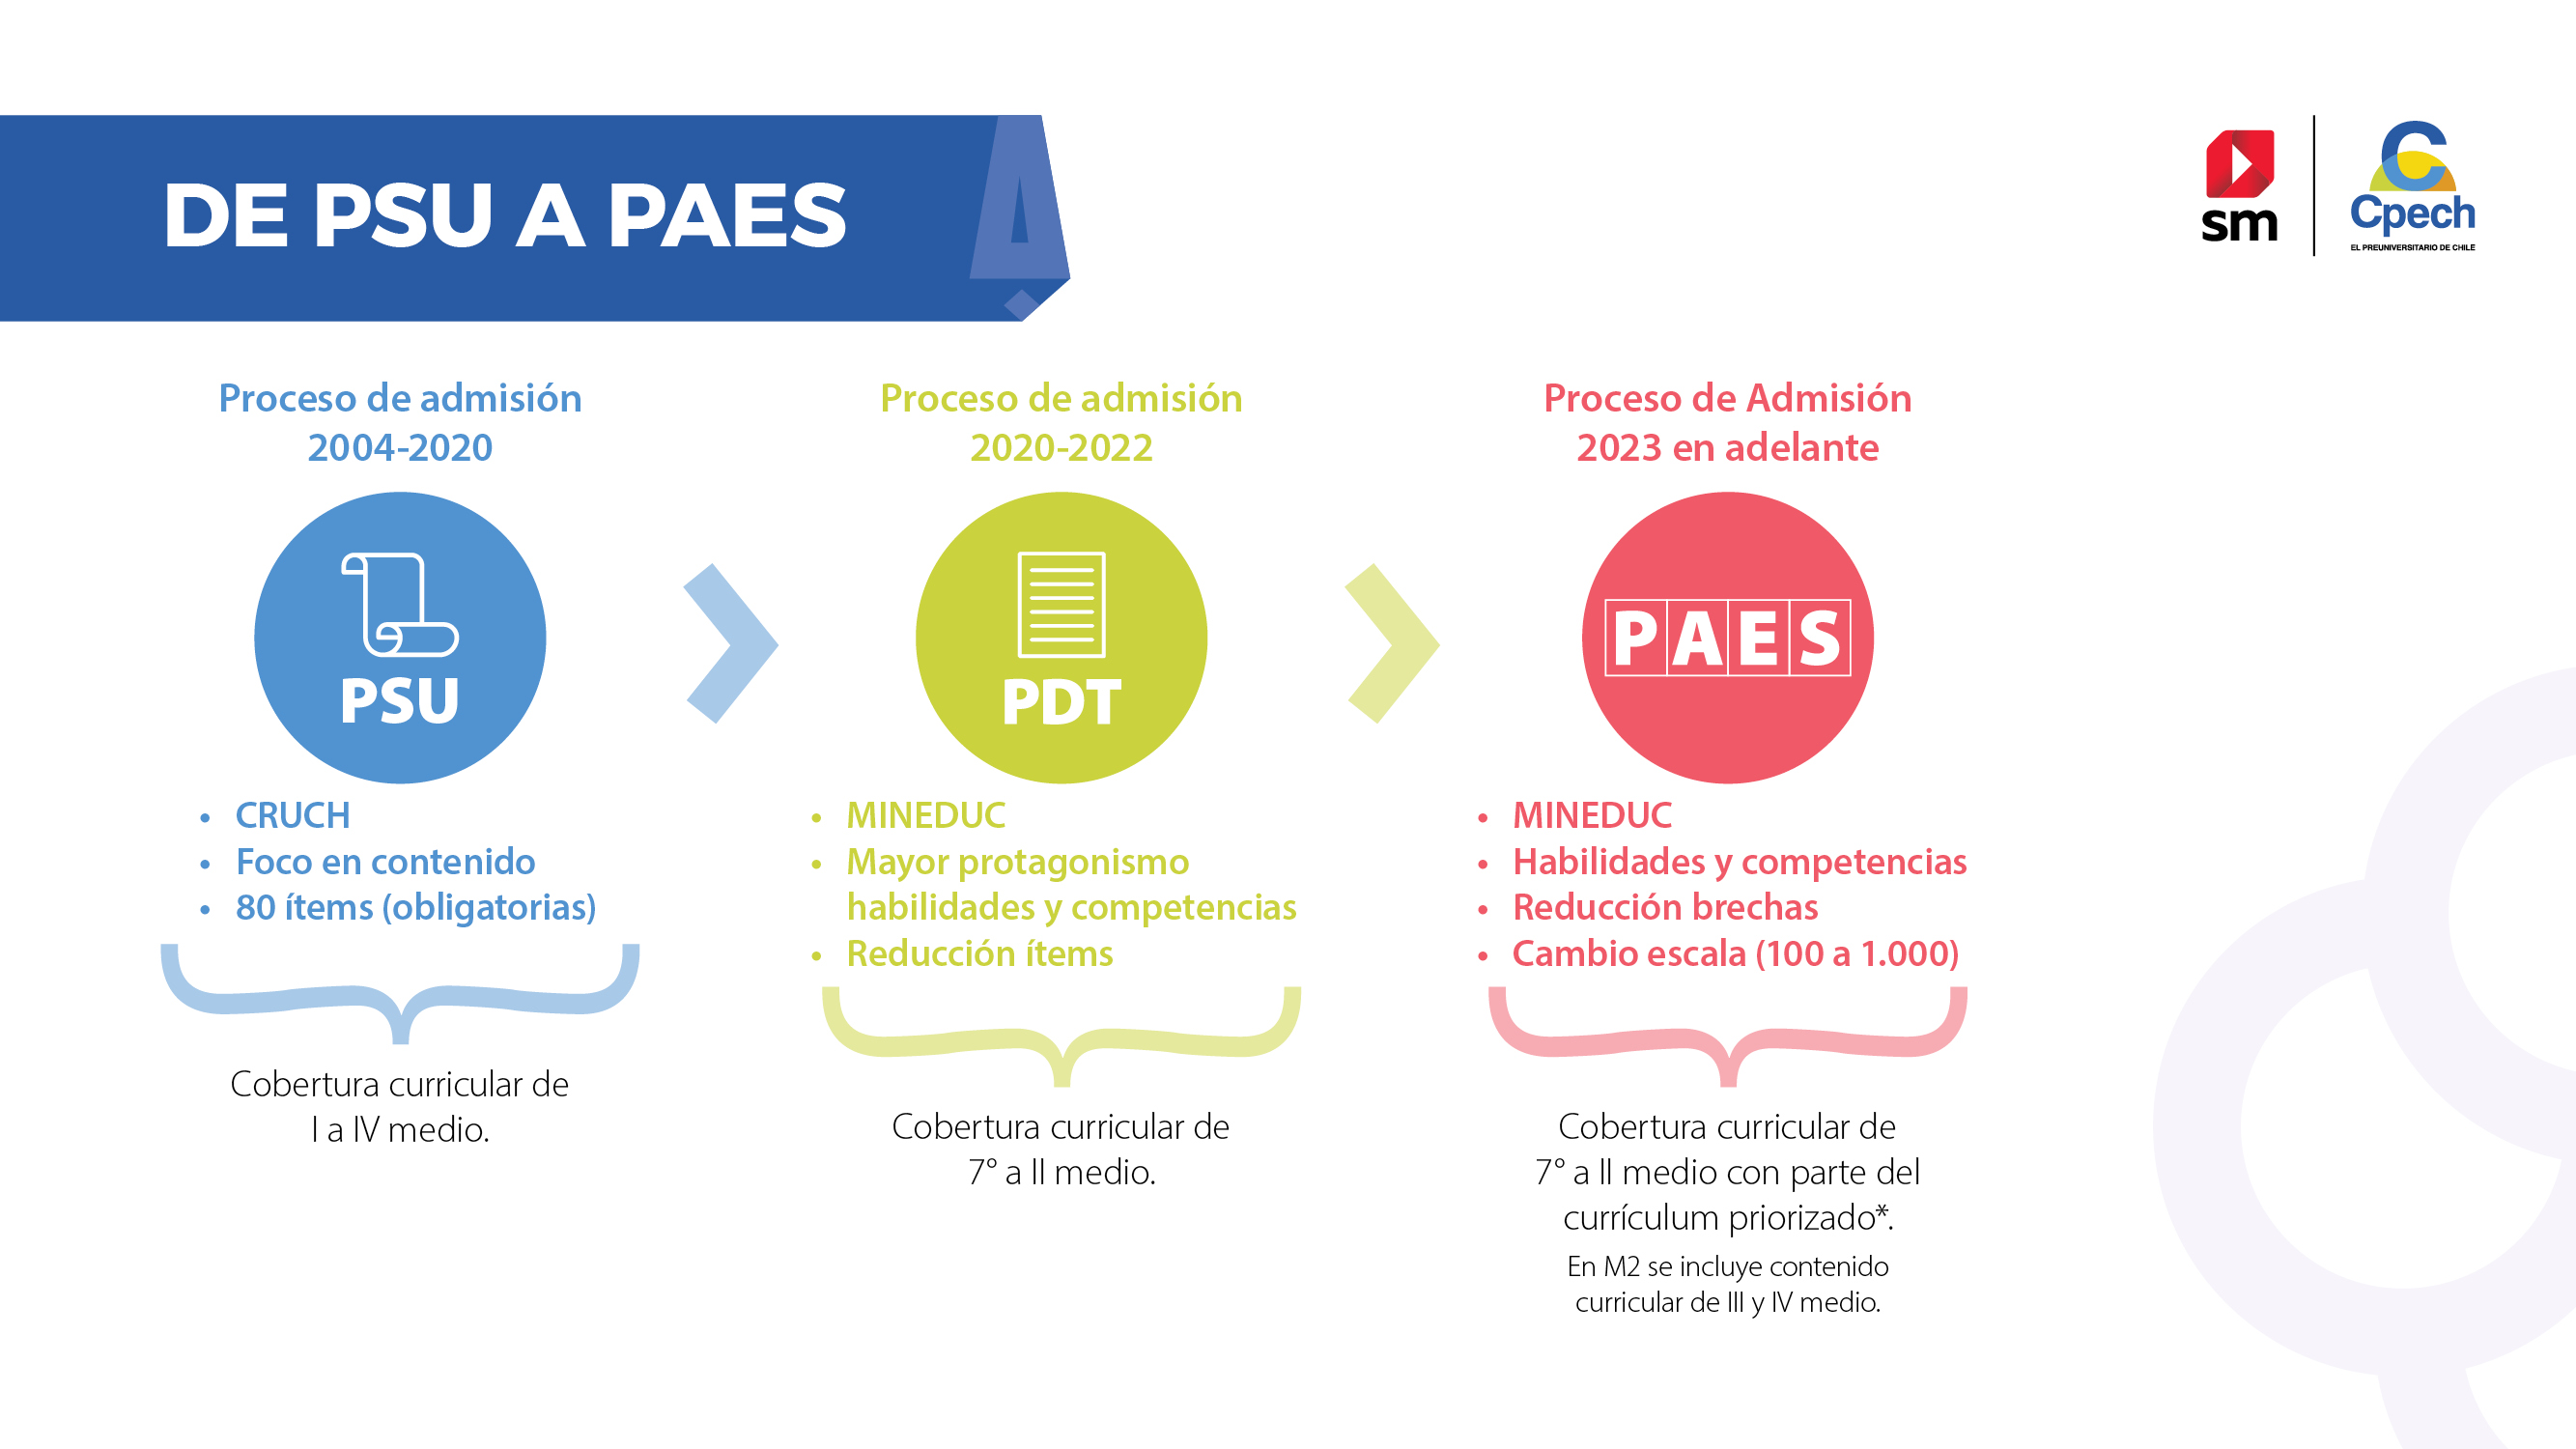 DE PSU A PAES
sm
C
Cpech
EL PREUNIVERSITARIO DE CHILE
Proceso de admisión
2004-2020
PSU
• CRUCH
• Foco en contenido
• 80 ítems (obligatorias)
Cobertura curricular de
I a IV medio.
Proceso de admisión
2020-2022
PDT
• MINEDUC
• Mayor protagonismo
habilidades y competencias
• Reducción ítems
Cobertura curricular de
7° a II medio.
Proceso de Admisión
2023 en adelante
PAES
• MINEDUC
• Habilidades y competencias
• Reducción brechas
• Cambio escala (100 a 1.000)
Cobertura curricular de
7° a II medio con parte del
currículum priorizado*.
En M2 se incluye contenido
curricular de III y IV medio.